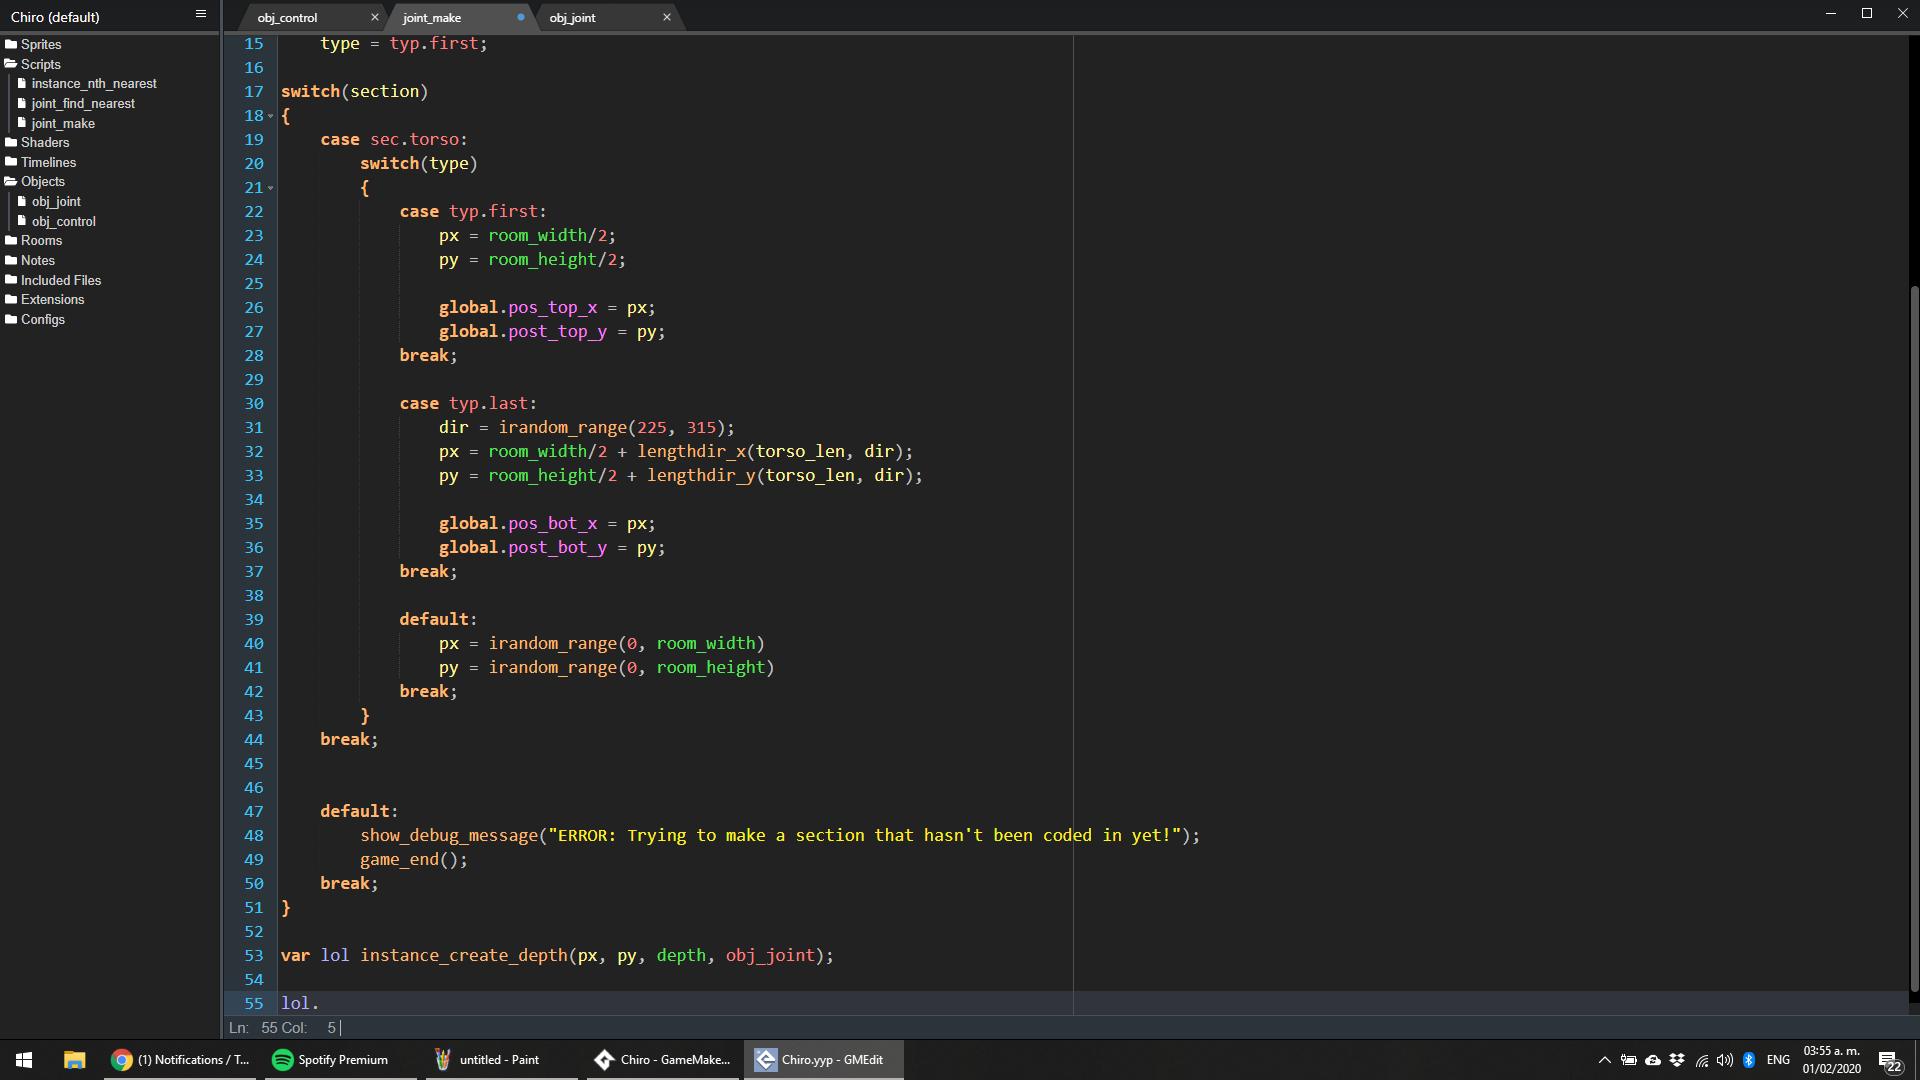 Chiro (default)
obj_control
joint_make
obj_joint
Sprites
Scripts
instance_nth_nearest
joint_find_nearest
joint_make
Shaders
Timelines
Objects
obj_joint
obj_control
Rooms
Notes
Included Files
Extensions
Configs
15 type = typ.first;
16
17 switch(section)
18 {
19 case sec.torso:
20 switch(type)
21 {
22 case typ.first:
23 px = room_width/2;
24 py = room_height/2;
25
26 global.pos_top_x = px;
27 global.post_top_y = py;
28 break;
29
30 case typ.last:
31 dir = irandom_range(225, 315);
32 px = room_width/2 + lengthdir_x(torso_len, dir);
33 py = room_height/2 + lengthdir_y(torso_len, dir);
34
35 global.pos_bot_x = px;
36 global.post_bot_y = py;
37 break;
38
39 default:
40 px = irandom_range(0, room_width)
41 py = irandom_range(0, room_height)
42 break;
43 }
44 break;
45
46
47 default:
48 show_debug_message("ERROR: Trying to make a section that hasn't been coded in yet!");
49 game_end();
50 break;
51 }
52
53 var lol instance_create_depth(px, py, depth, obj_joint);
54
55 lol.
Ln: 55 Col: 5
(1) Notifications / T...
Spotify Premium
untitled - Paint
Chiro - GameMake...
Chiro.yyp - GMEdit
ENG
03:55 a. m.
01/02/2020
22